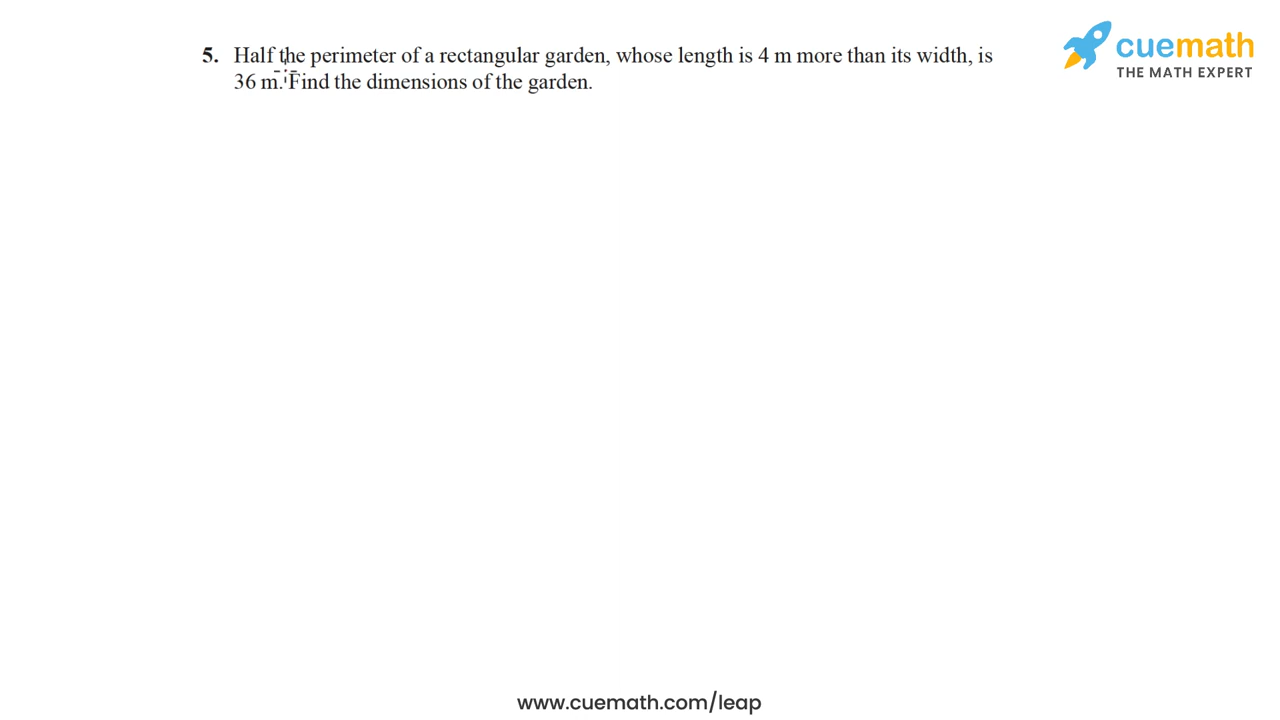 5. Half the perimeter of a rectangular garden, whose length is 4 m more than its width, is
36 m. Find the dimensions of the garden.
cuemath
THE MATH EXPERT
www.cuemath.com/leap